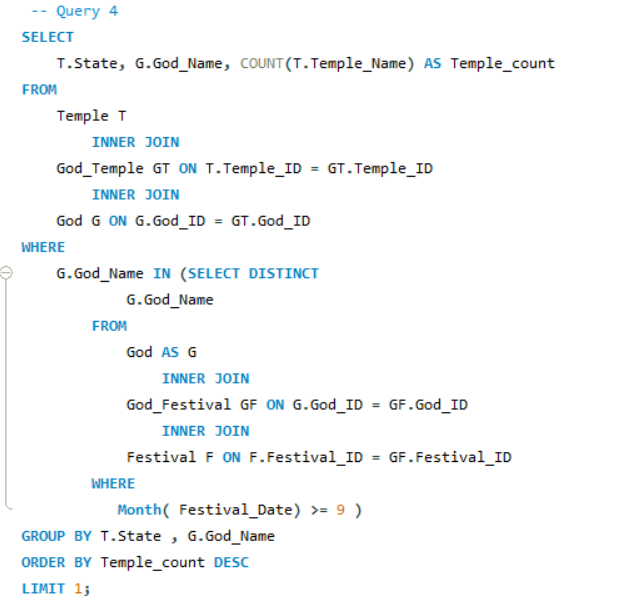 -- Query 4
SELECT
T.State, G.God_Name, COUNT(T.Temple_Name) AS Temple_count
FROM
Temple T
INNER JOIN
God_Temple GT ON T.Temple_ID = GT.Temple_ID
INNER JOIN
God G ON G.God_ID = GT.God_ID
WHERE
G.God_Name IN (SELECT DISTINCT
G.God_Name
FROM
God AS G
INNER JOIN
God_Festival GF ON G.God_ID = GF.God_ID
INNER JOIN
Festival F ON F.Festival_ID = GF.Festival_ID
WHERE
Month( Festival_Date) >= 9 )
GROUP BY T.State , G.God_Name
ORDER BY Temple_count DESC
LIMIT 1;